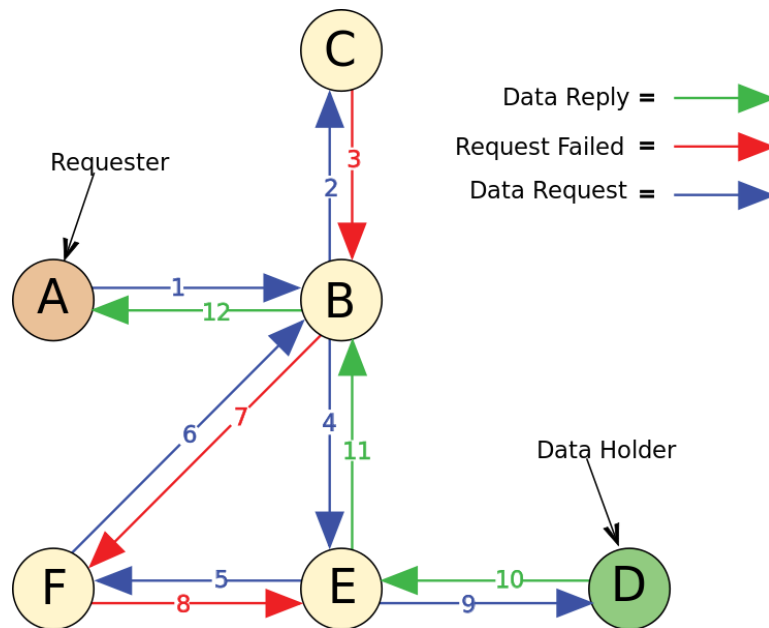 C
Data Reply =
Request Failed =
Data Request =
Requester
3
2
A
1
12
B
6
7
4
11
Data Holder
F
5
8
E
10
9
D